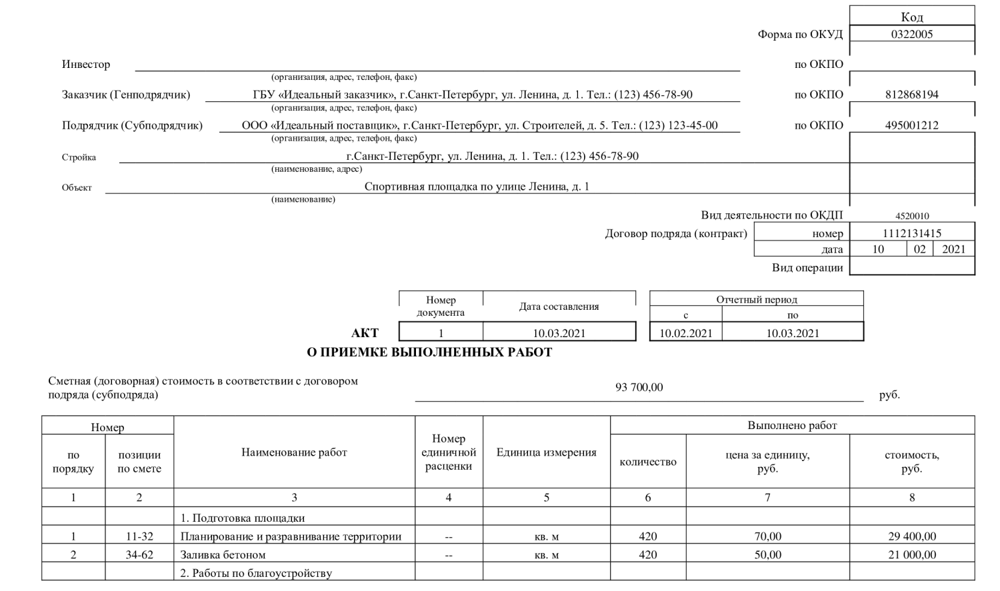 Код
Форма по ОКУД 0322005
Инвестор по ОКПО
(организация, адрес, телефон, факс)
Заказчик (Генподрядчик) ГБУ «Идеальный заказчик», г.Санкт-Петербург, ул. Ленина, д. 1. Тел.: (123) 456-78-90 по ОКПО 812868194
(организация, адрес, телефон, факс)
Подрядчик (Субподрядчик) ООО «Идеальный поставщик», г.Санкт-Петербург, ул. Строителей, д. 5. Тел.: (123) 123-45-00 по ОКПО 495001212
(организация, адрес, телефон, факс)
Стройка г.Санкт-Петербург, ул. Ленина, д. 1. Тел.: (123) 456-78-90
(наименование, адрес)
Объект Спортивная площадка по улице Ленина, д. 1
(наименование)
Вид деятельности по ОКДП 4520010
Договор подряда (контракт) номер 1112131415
дата 10 02 2021
Вид операции
Номер документа Дата составления Отчетный период
с по
АКТ 1 10.03.2021 10.02.2021 10.03.2021
О ПРИЕМКЕ ВЫПОЛНЕННЫХ РАБОТ
Сметная (договорная) стоимость в соответствии с договором
подряда (субподряда) 93 700,00 руб.
Номер Наименование работ Номер единичной расценки Единица измерения Выполнено работ
по порядку позиции по смете количество цена за единицу, руб. стоимость, руб.
1 2 3 4 5 6 7 8
1. Подготовка площадки
1 11-32 Планирование и разравнивание территории -- кв. м 420 70,00 29 400,00
2 34-62 Заливка бетоном -- кв. м 420 50,00 21 000,00
2. Работы по благоустройству